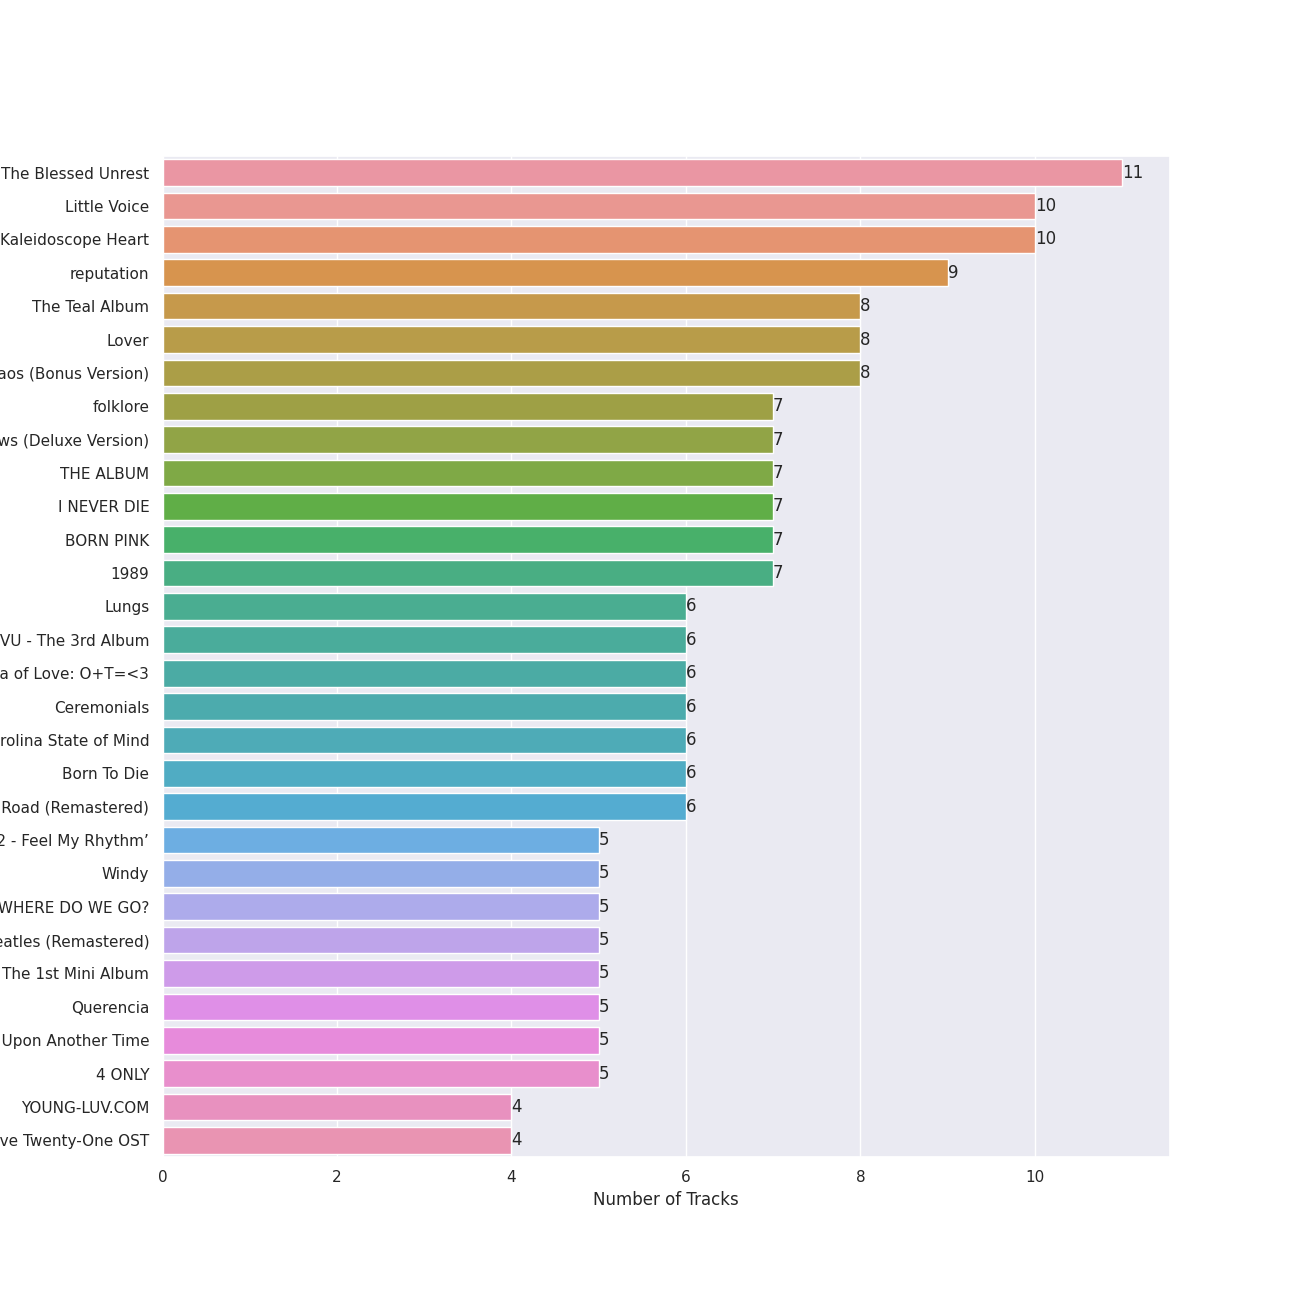 The Blessed Unrest 11
Little Voice 10
Kaleidoscope Heart 10
reputation 9
The Teal Album 8
Lover 8
aos (Bonus Version) 8
folklore 7
ws (Deluxe Version) 7
THE ALBUM 7
I NEVER DIE 7
BORN PINK 7
1989 7
Lungs 6
VU - The 3rd Album 6
a of Love: O+T=<3 6
Ceremonials 6
rolina State of Mind 6
Born To Die 6
Road (Remastered) 6
2 - Feel My Rhythm’ 5
Windy 5
WHERE DO WE GO? 5
eatles (Remastered) 5
The 1st Mini Album 5
Querencia 5
Upon Another Time 5
4 ONLY 5
YOUNG-LUV.COM 4
ve Twenty-One OST 4
0 2 4 6 8 10
Number of Tracks